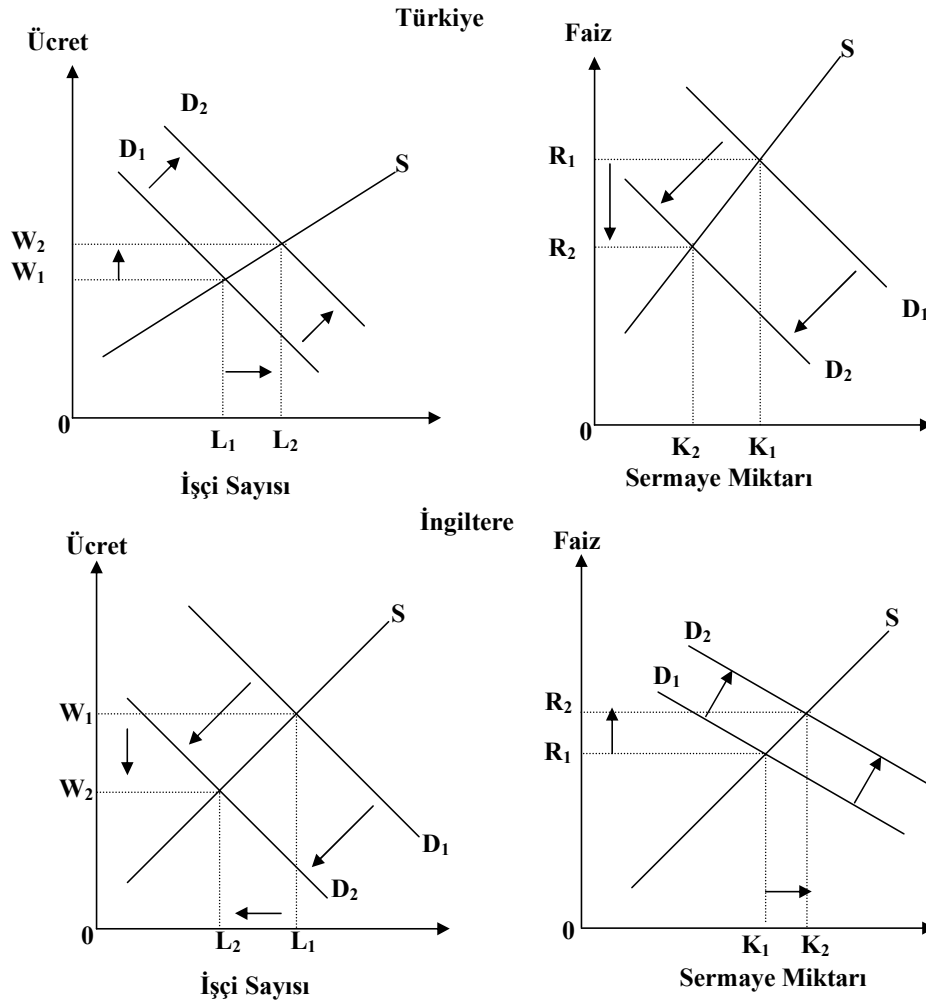 Türkiye
Ücret
D₂
D₁
S
W₂
W₁
0
L₁ L₂
İşçi Sayısı
Faiz
S
R₁
R₂
D₁
D₂
0
K₂ K₁
Sermaye Miktarı
İngiltere
Ücret
S
W₁
W₂
D₁
D₂
0
L₂ L₁
İşçi Sayısı
Faiz
S
D₂
D₁
R₂
R₁
0
K₁ K₂
Sermaye Miktarı